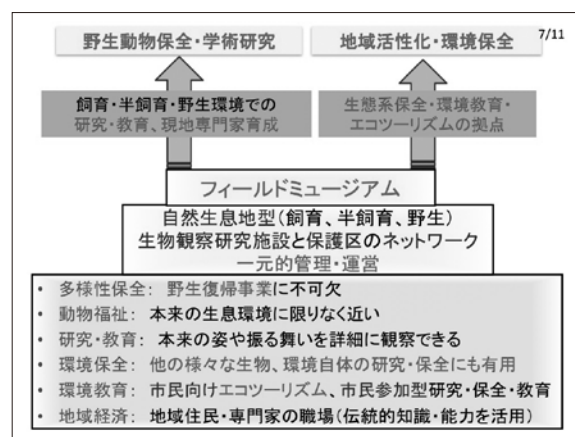 7/11
野生動物保全・学術研究
地域活性化・環境保全
飼育・半飼育・野生環境での
研究・教育、現地専門家育成
生態系保全・環境教育・
エコツーリズムの拠点
フィールドミュージアム
自然生息地型(飼育、半飼育、野生)
生物観察研究施設と保護区のネットワーク
一元的管理・運営
• 多様性保全: 野生復帰事業に不可欠
• 動物福祉: 本来の生息環境に限りなく近い
• 研究・教育: 本来の姿や振る舞いを詳細に観察できる
• 環境保全: 他の様々な生物、環境自体の研究・保全にも有用
• 環境教育: 市民向けエコツーリズム、市民参加型研究・保全・教育
• 地域経済: 地域住民・専門家の職場(伝統的知識・能力を活用)